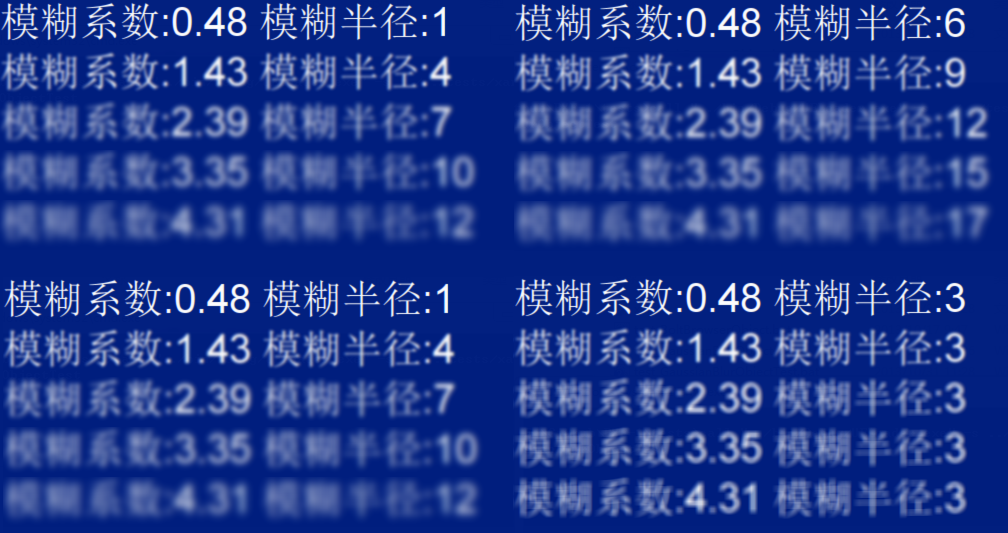 模糊系数:0.48 模糊半径:1
模糊系数:1.43 模糊半径:4
模糊系数:2.39 模糊半径:7
模糊系数:3.35 模糊半径:10
模糊系数:4.31 模糊半径:12
模糊系数:0.48 模糊半径:6
模糊系数:1.43 模糊半径:9
模糊系数:2.39 模糊半径:12
模糊系数:3.35 模糊半径:15
模糊系数:4.31 模糊半径:17
模糊系数:0.48 模糊半径:1
模糊系数:1.43 模糊半径:4
模糊系数:2.39 模糊半径:7
模糊系数:3.35 模糊半径:10
模糊系数:4.31 模糊半径:12
模糊系数:0.48 模糊半径:3
模糊系数:1.43 模糊半径:3
模糊系数:2.39 模糊半径:3
模糊系数:3.35 模糊半径:3
模糊系数:4.31 模糊半径:3